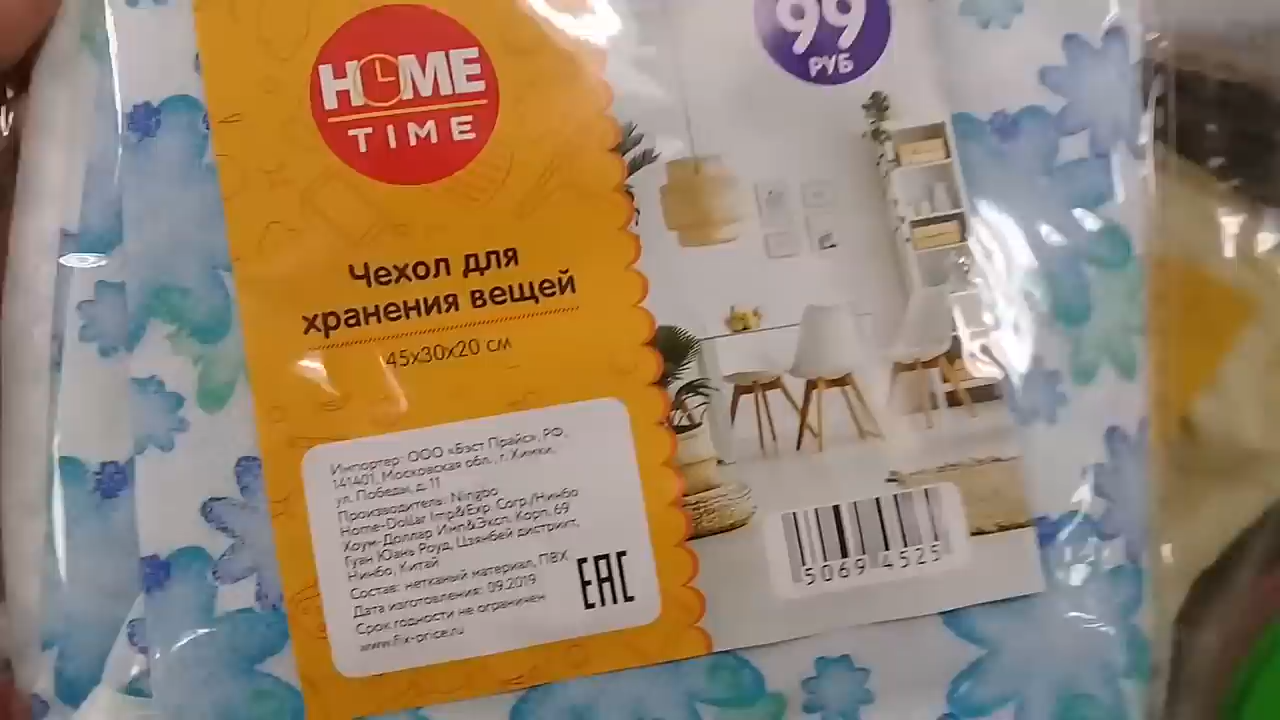 HOME
TIME
99
РУБ
Чехол для
хранения вещей
45х30х20 см
Импортер: ООО «Бэст Прайс», РФ,
141401, Московская обл., г. Химки,
ул. Победы, д. 11
Производитель: Ningbo
Home-Dollar Imp&Exp. Corp./Нинбо
Хоум-Доллар Имп&Эксп. Корп, 69
Гуан Юань Роуд, Цзянбей дистрикт,
Нинбо, Китай
Состав: нетканый материал, ПВХ
Дата изготовления: 09.2019
Срок годности не ограничен
www.fix-price.ru
EAC
5069 4525